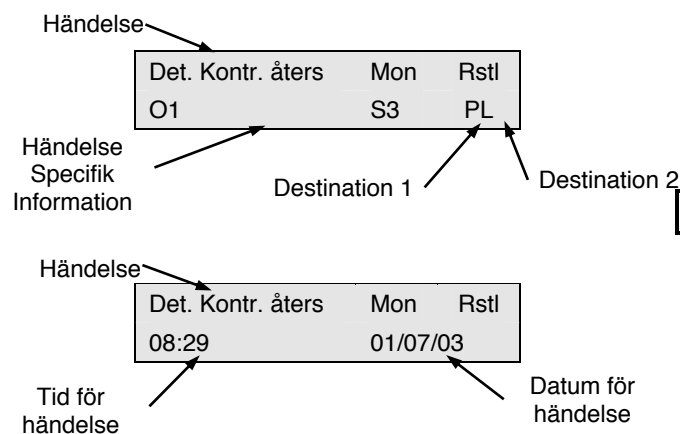 Händelse
Det. Kontr. åters Mon Rstl
O1 S3 PL
Händelse
Specifik
Information
Destination 1
Destination 2
Händelse
Det. Kontr. åters Mon Rstl
08:29 01/07/03
Tid för
händelse
Datum för
händelse